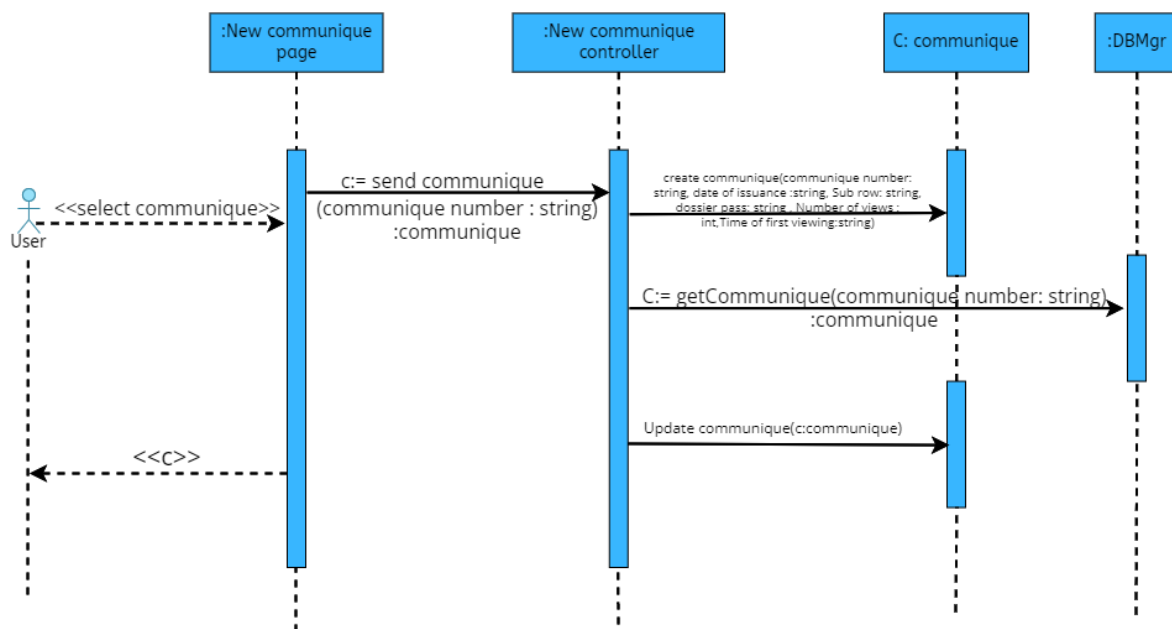 :New communique
page
:New communique
controller
C: communique
:DBMgr
c:= send communique
(communique number : string)
:communique
create communique(communique number:
string, date of issuance :string, Sub row: string,
dossier pass: string , Number of views :
int,Time of first viewing:string)
<<select communique>>
User
C:= getCommunique(communique number: string)
:communique
Update communique(c:communique)
<<c>>